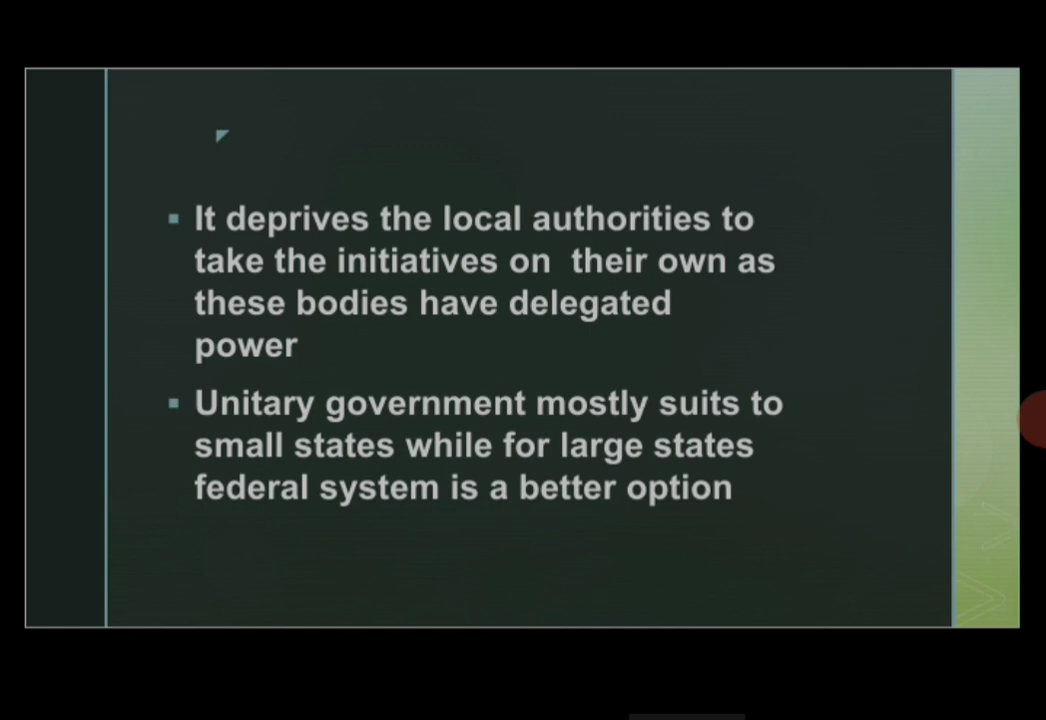 It deprives the local authorities to
take the initiatives on  their own as
these bodies have delegated
power
Unitary government mostly suits to
small states while for large states
federal system is a better option